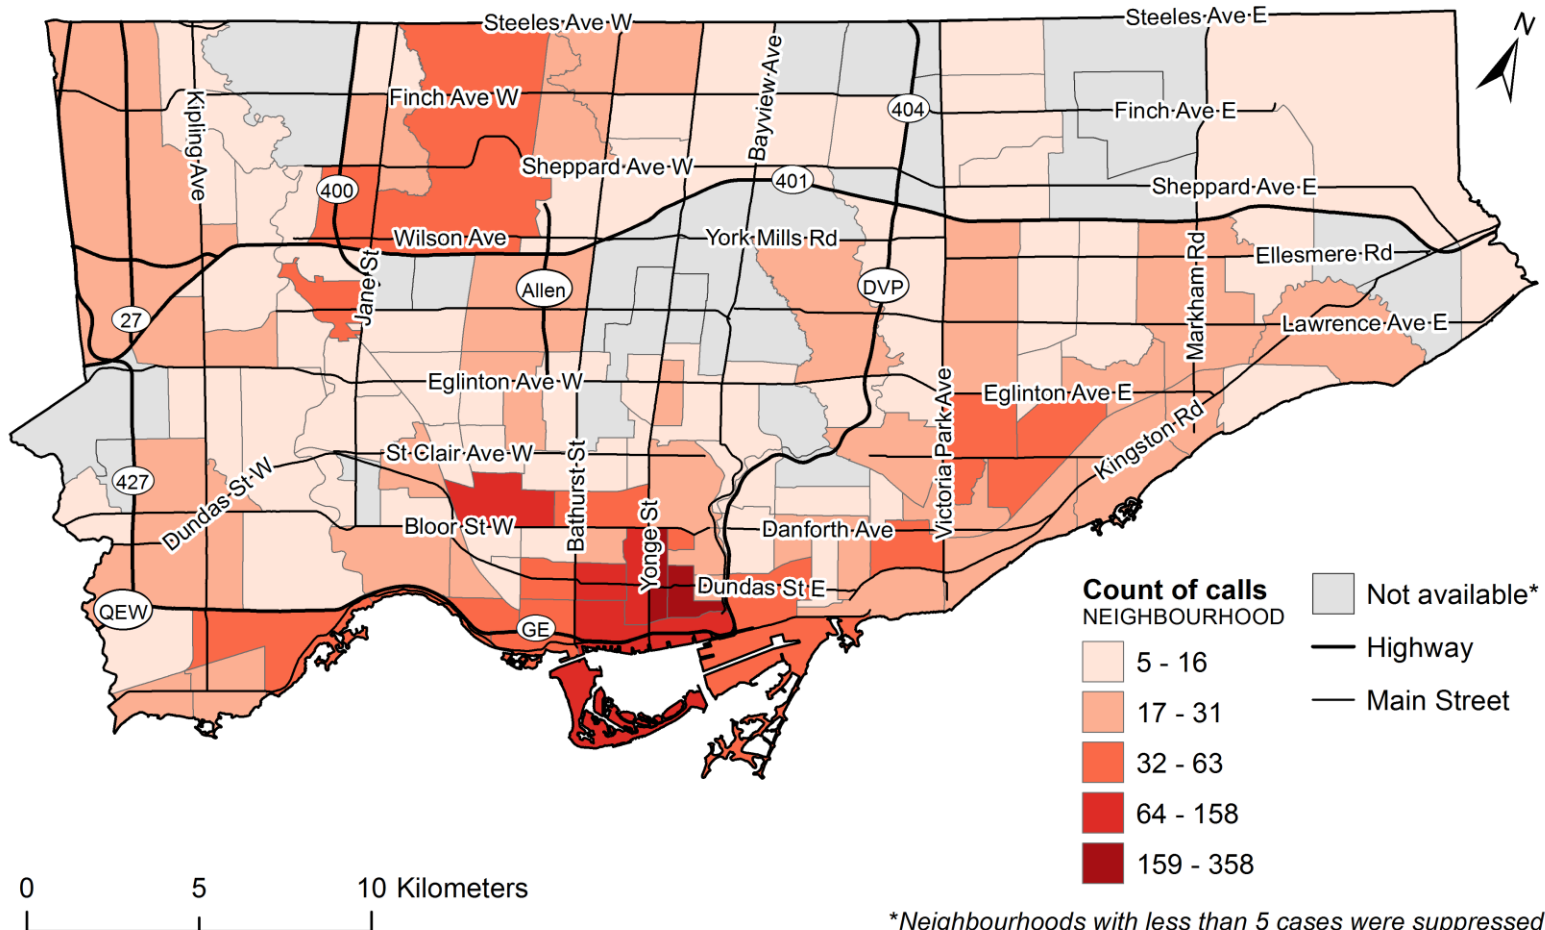 Steeles Ave W
Steeles Ave E
N
Finch Ave W
Finch Ave E
Kipling Ave
Bayview Ave
404
Sheppard Ave W
Sheppard Ave E
400
401
Wilson Ave
York Mills Rd
Ellesmere Rd
Jane St
Allen
DVP
Markham Rd
27
Lawrence Ave E
Eglinton Ave W
Eglinton Ave E
Victoria Park Ave
Kingston Rd
St Clair Ave W
Bathurst St
427
Dundas St W
Bloor St W
Yonge St
Danforth Ave
Dundas St E
QEW
GE
Count of calls
NEIGHBOURHOOD
5 - 16
17 - 31
32 - 63
64 - 158
159 - 358
Not available*
Highway
Main Street
0 5 10 Kilometers
*Neighbourhoods with less than 5 cases were suppressed